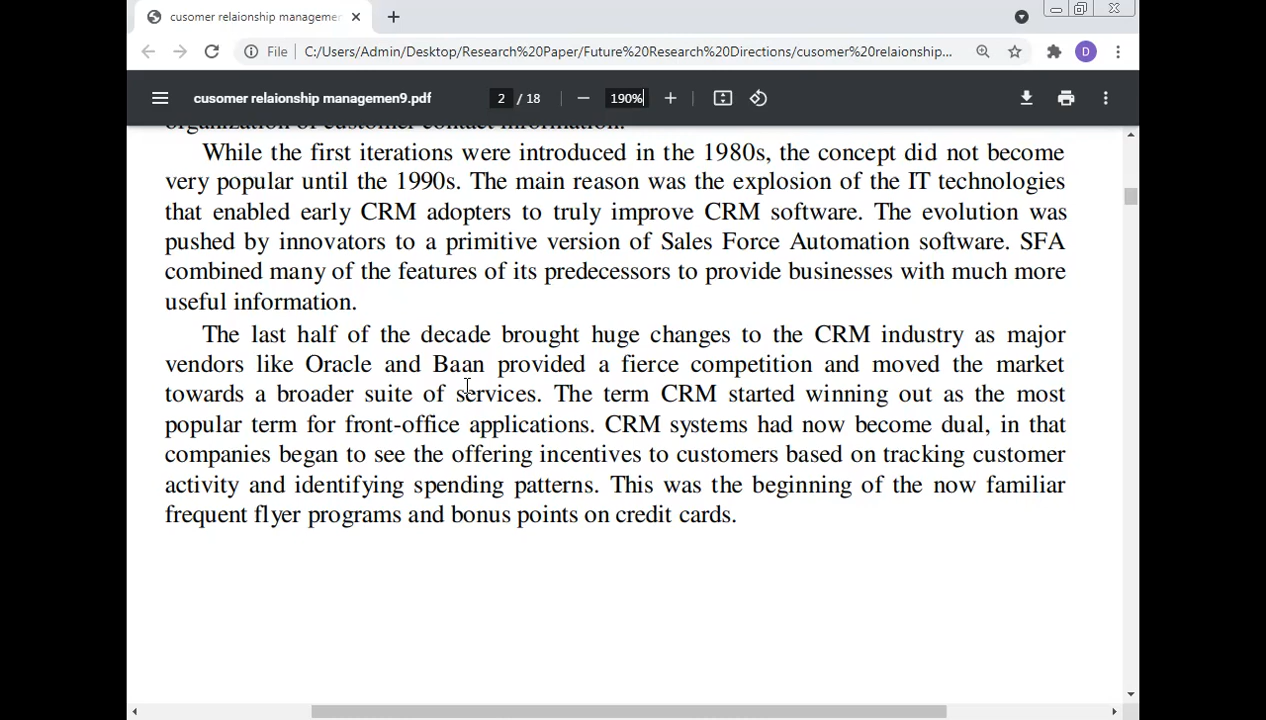 cusomer relaionship managemen
File
C:/Users/Admin/Desktop/Research%20Paper/Future%20Research%20Directions/cusomer%20relaionship...
D
cusomer relaionship managemen9.pdf
2 / 18
190%
organization of customer contact information.
While the first iterations were introduced in the 1980s, the concept did not become
very popular until the 1990s. The main reason was the explosion of the IT technologies
that enabled early CRM adopters to truly improve CRM software. The evolution was
pushed by innovators to a primitive version of Sales Force Automation software. SFA
combined many of the features of its predecessors to provide businesses with much more
useful information.
The last half of the decade brought huge changes to the CRM industry as major
vendors like Oracle and Baan provided a fierce competition and moved the market
towards a broader suite of services. The term CRM started winning out as the most
popular term for front-office applications. CRM systems had now become dual, in that
companies began to see the offering incentives to customers based on tracking customer
activity and identifying spending patterns. This was the beginning of the now familiar
frequent flyer programs and bonus points on credit cards.